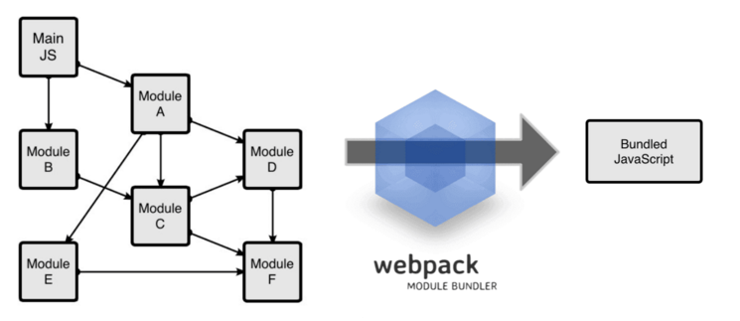 Main
JS
Module
A
Module
B
Module
D
Module
C
Module
E
Module
F
webpack
MODULE BUNDLER
Bundled
JavaScript